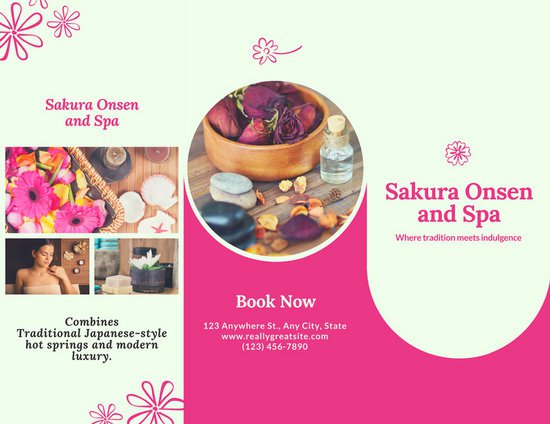 Sakura Onsen
and Spa
Combines
Traditional Japanese-style
hot springs and modern
luxury.
Book Now
123 Anywhere St., Any City, State
www.reallygreatsite.com
(123) 456-7890
Sakura Onsen
and Spa
Where tradition meets indulgence